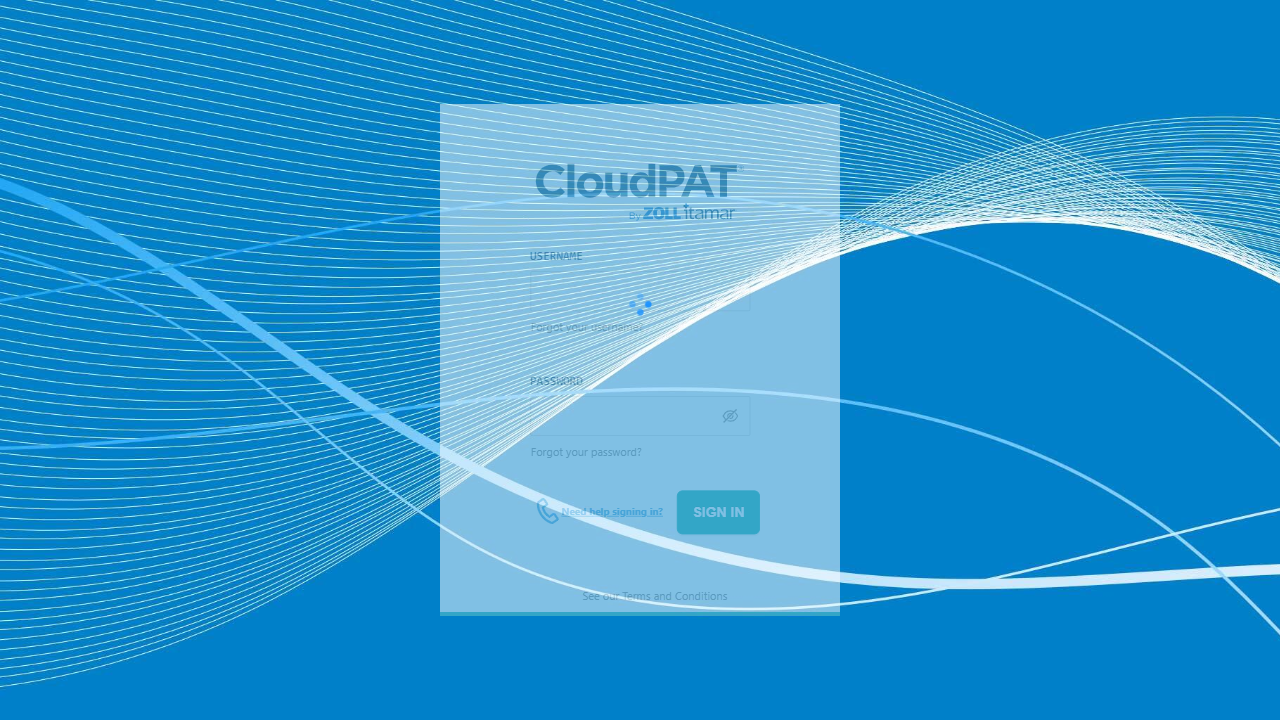 CloudPAT
By ZOLL itamar
USERNAME
Forgot your username?
PASSWORD
Forgot your password?
Need help signing in?
SIGN IN
See our Terms and Conditions